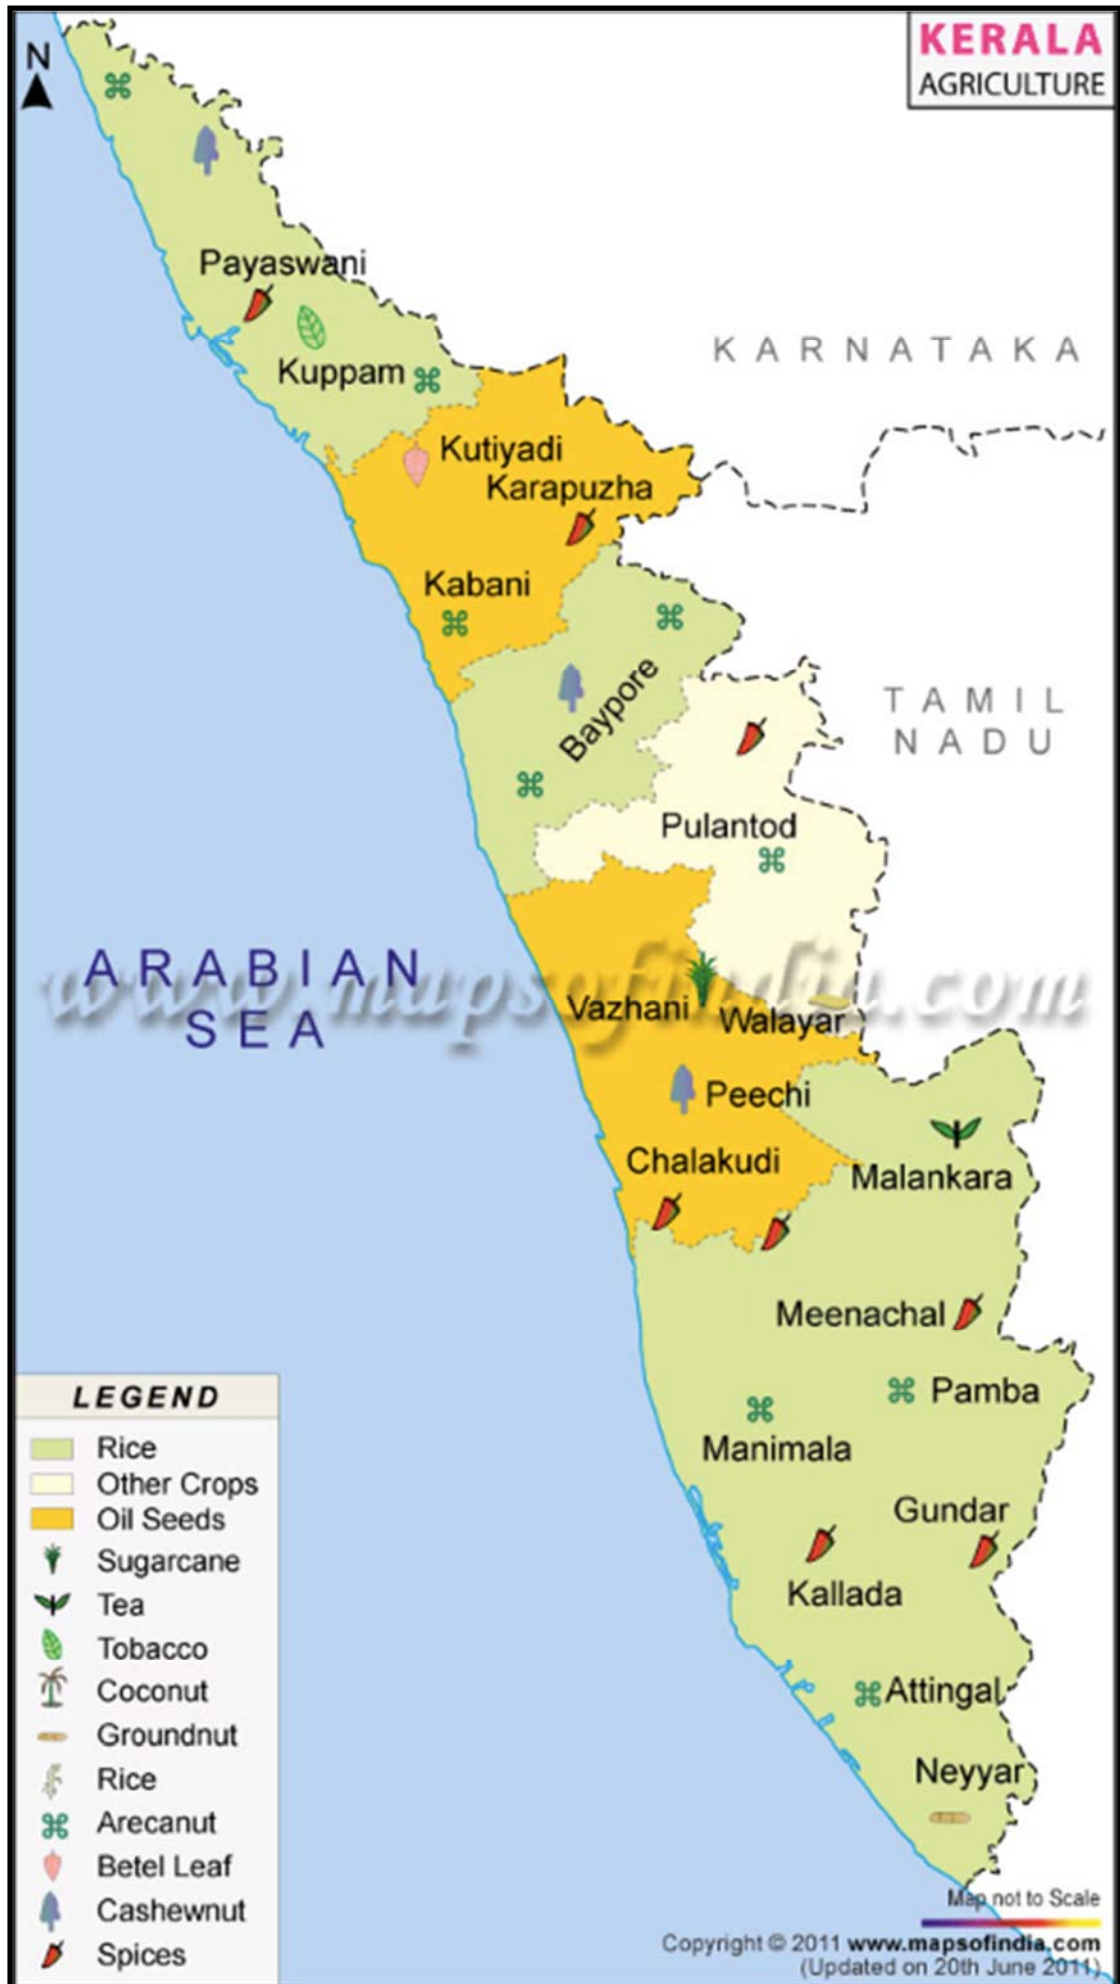 KERALA
AGRICULTURE
N
Payaswani
KARNATAKA
Kuppam
Kutiyadi
Karapuzha
Kabani
TAMIL
NADU
Baypore
Pulantod
ARABIAN
SEA
www.mapsofindia.com
Vazhani
Walayar
Peechi
Chalakudi
Malankara
Meenachal
Pamba
Manimala
Gundar
Kallada
Attingal
Neyyar
LEGEND
Rice
Other Crops
Oil Seeds
Sugarcane
Tea
Tobacco
Coconut
Groundnut
Rice
Arecanut
Betel Leaf
Cashewnut
Spices
Map not to Scale
Copyright © 2011 www.mapsofindia.com
(Updated on 20th June 2011)